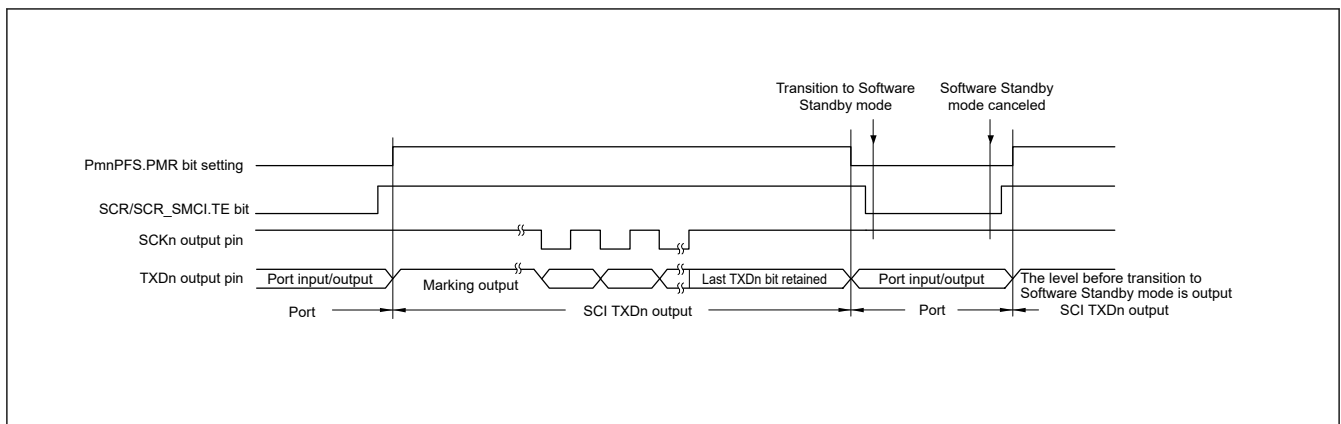 Transition to Software
Standby mode
Software Standby
mode canceled
PmnPFS.PMR bit setting
SCR/SCR_SMCI.TE bit
SCKn output pin
TXDn output pin
Port input/output
Marking output
Last TXDn bit retained
Port input/output
The level before transition to
Software Standby mode is output
Port
SCI TXDn output
Port
SCI TXDn output